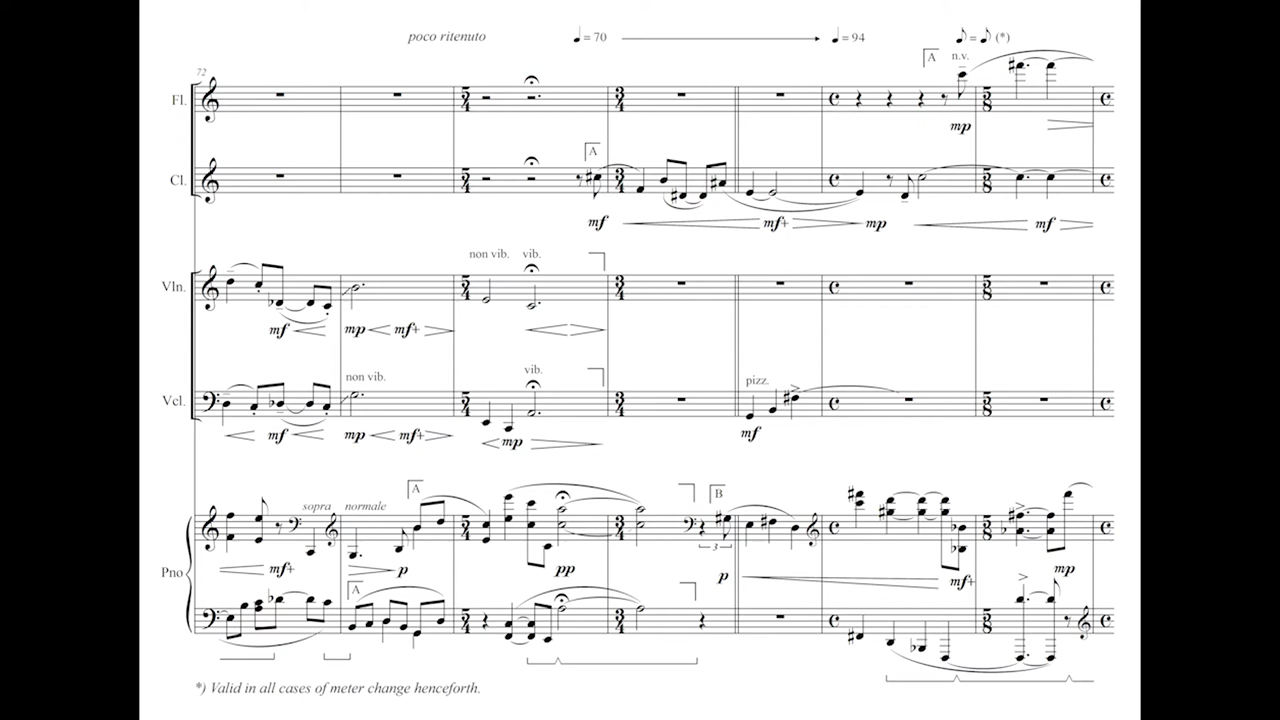 poco ritenuto = 70 = 94 = (*)
72
A n.v.
Fl.
mp
A
Cl.
mf mf+ mp mf
non vib. vib.
Vln.
mf mp mf+
non vib. vib. pizz.
Vcl.
mf mp mf+ mp mf
sopra normale A B
3
Pno
mf+ p pp p mf+ mp
A
*) Valid in all cases of meter change henceforth.